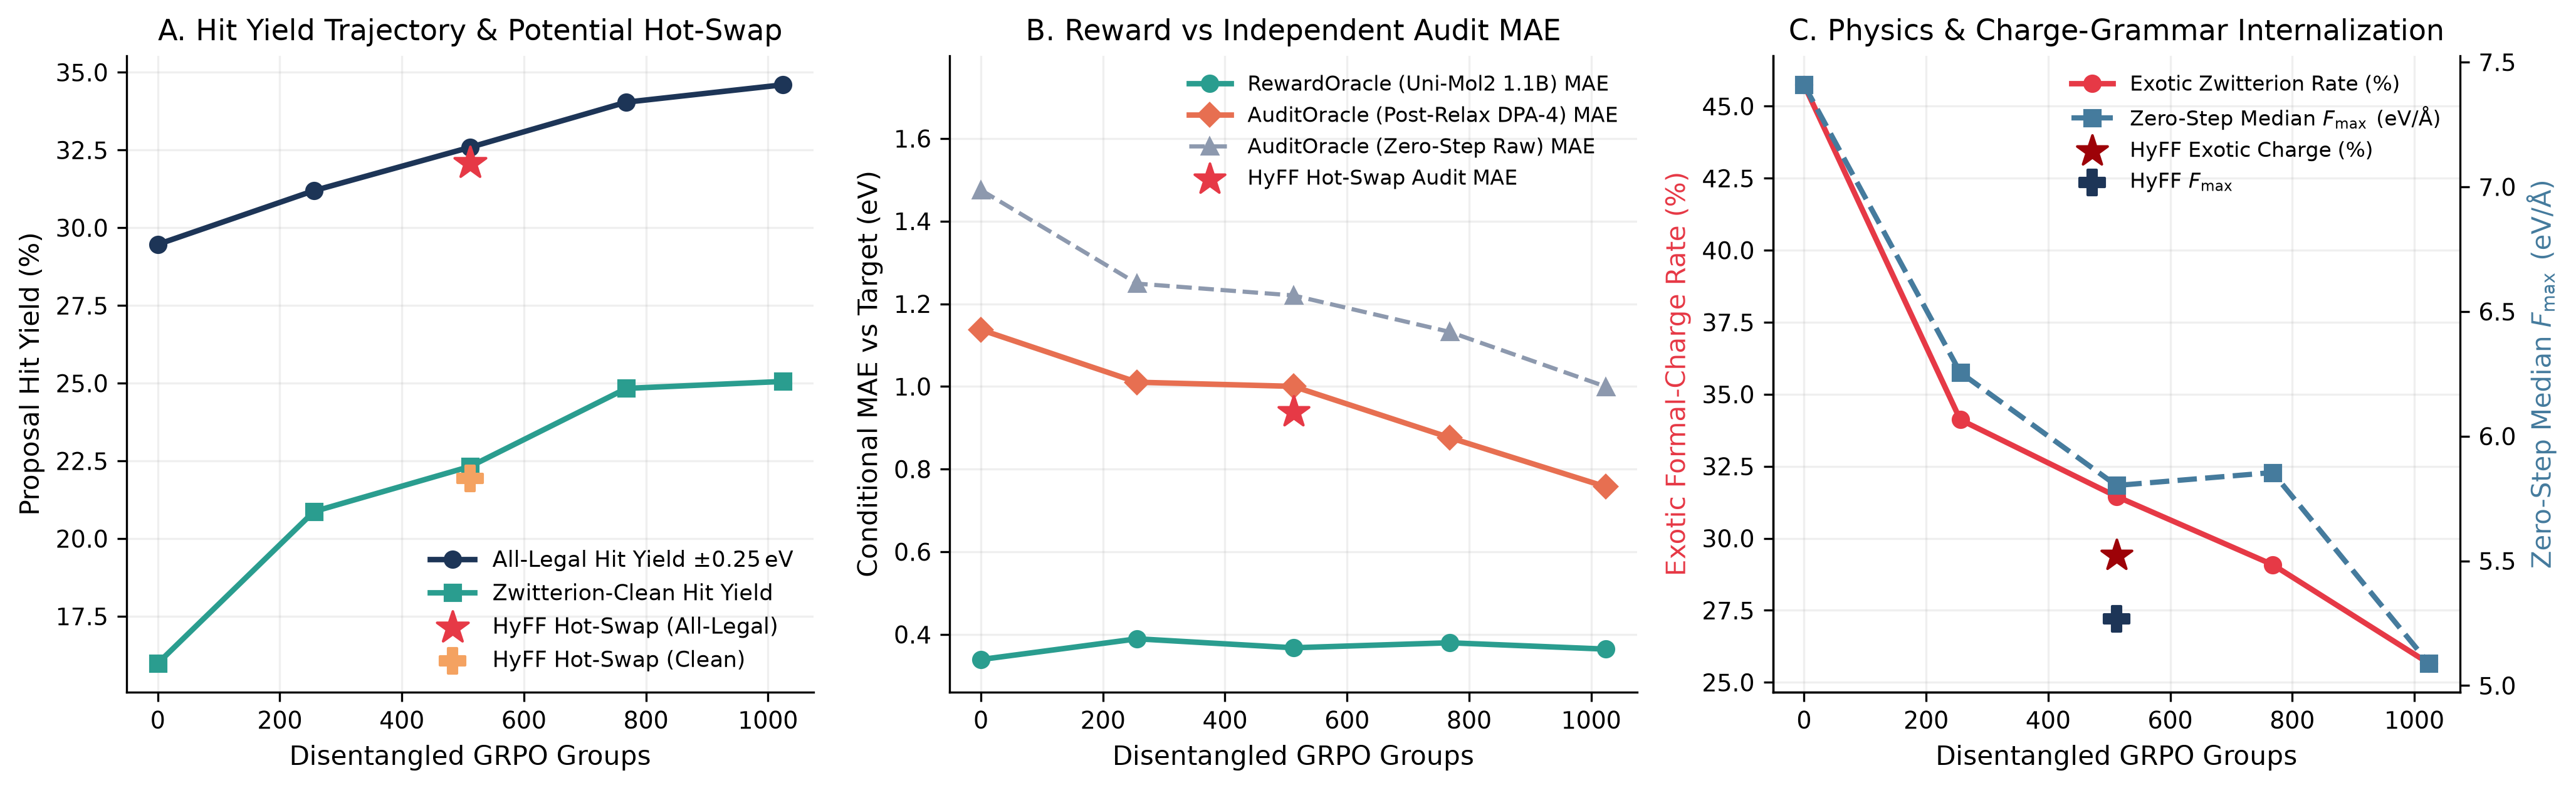 A. Hit Yield Trajectory & Potential Hot-Swap
35.0
32.5
30.0
27.5
25.0
22.5
20.0
17.5
Proposal Hit Yield (%)
All-Legal Hit Yield ±0.25 eV
Zwitterion-Clean Hit Yield
HyFF Hot-Swap (All-Legal)
HyFF Hot-Swap (Clean)
0 200 400 600 800 1000
Disentangled GRPO Groups
B. Reward vs Independent Audit MAE
RewardOracle (Uni-Mol2 1.1B) MAE
AuditOracle (Post-Relax DPA-4) MAE
AuditOracle (Zero-Step Raw) MAE
HyFF Hot-Swap Audit MAE
1.6
1.4
1.2
1.0
0.8
0.6
0.4
Conditional MAE vs Target (eV)
0 200 400 600 800 1000
Disentangled GRPO Groups
C. Physics & Charge-Grammar Internalization
Exotic Zwitterion Rate (%)
Zero-Step Median Fmax (eV/Å)
HyFF Exotic Charge (%)
HyFF Fmax
45.0
42.5
40.0
37.5
35.0
32.5
30.0
27.5
25.0
Exotic Formal-Charge Rate (%)
7.5
7.0
6.5
6.0
5.5
5.0
Zero-Step Median Fmax (eV/Å)
0 200 400 600 800 1000
Disentangled GRPO Groups